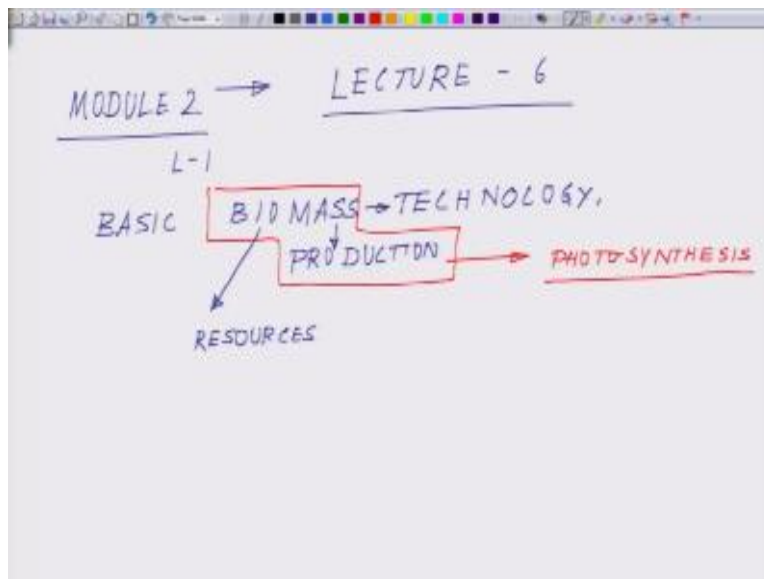 MODULE 2 → LECTURE - 6
L-1
BASIC BIOMASS → TECHNOLOGY.
PRODUCTION → PHOTOSYNTHESIS
RESOURCES